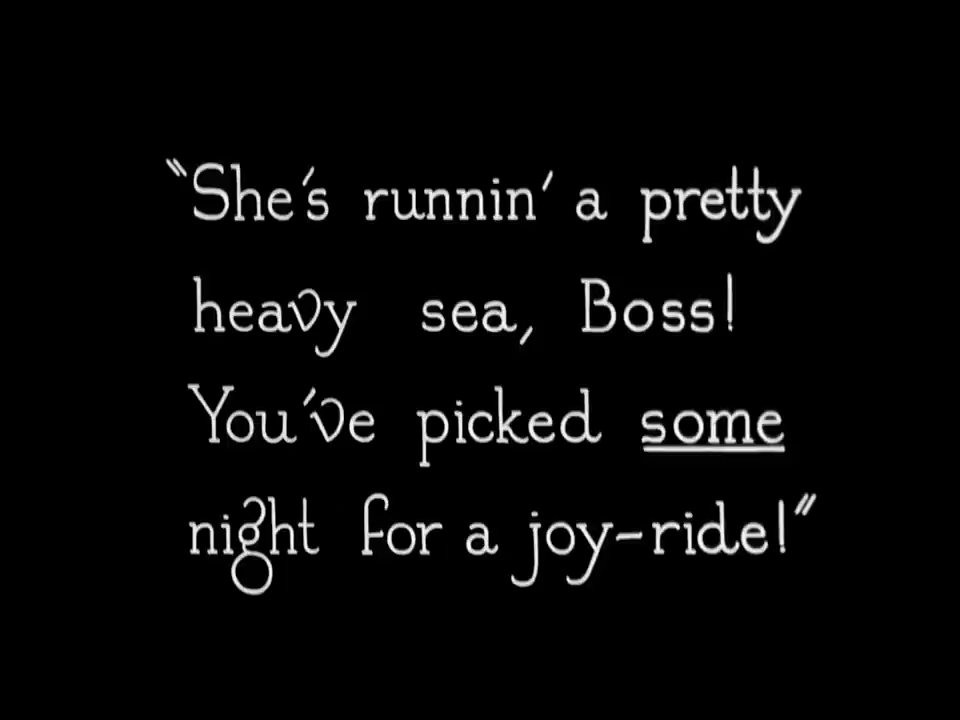 "She's runnin' a pretty
heavy sea, Boss!
You've picked some
night for a joy-ride!"